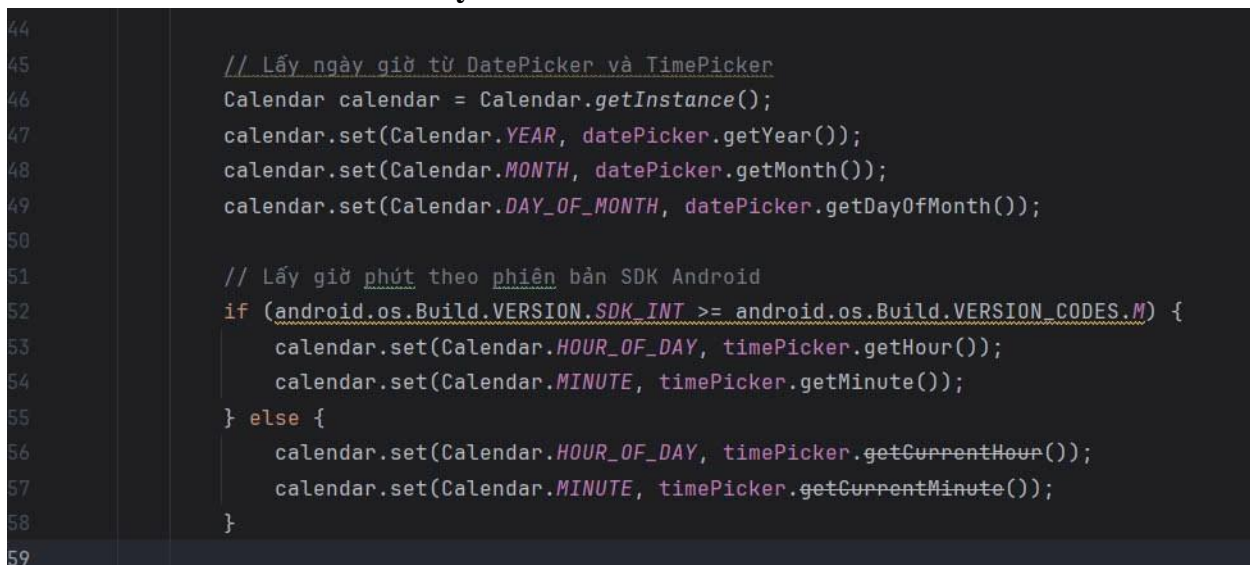 44
45 // Lấy ngày giờ từ DatePicker và TimePicker
46 Calendar calendar = Calendar.getInstance();
47 calendar.set(Calendar.YEAR, datePicker.getYear());
48 calendar.set(Calendar.MONTH, datePicker.getMonth());
49 calendar.set(Calendar.DAY_OF_MONTH, datePicker.getDayOfMonth());
50
51 // Lấy giờ phút theo phiên bản SDK Android
52 if (android.os.Build.VERSION.SDK_INT >= android.os.Build.VERSION_CODES.M) {
53 calendar.set(Calendar.HOUR_OF_DAY, timePicker.getHour());
54 calendar.set(Calendar.MINUTE, timePicker.getMinute());
55 } else {
56 calendar.set(Calendar.HOUR_OF_DAY, timePicker.getCurrentHour());
57 calendar.set(Calendar.MINUTE, timePicker.getCurrentMinute());
58 }
59